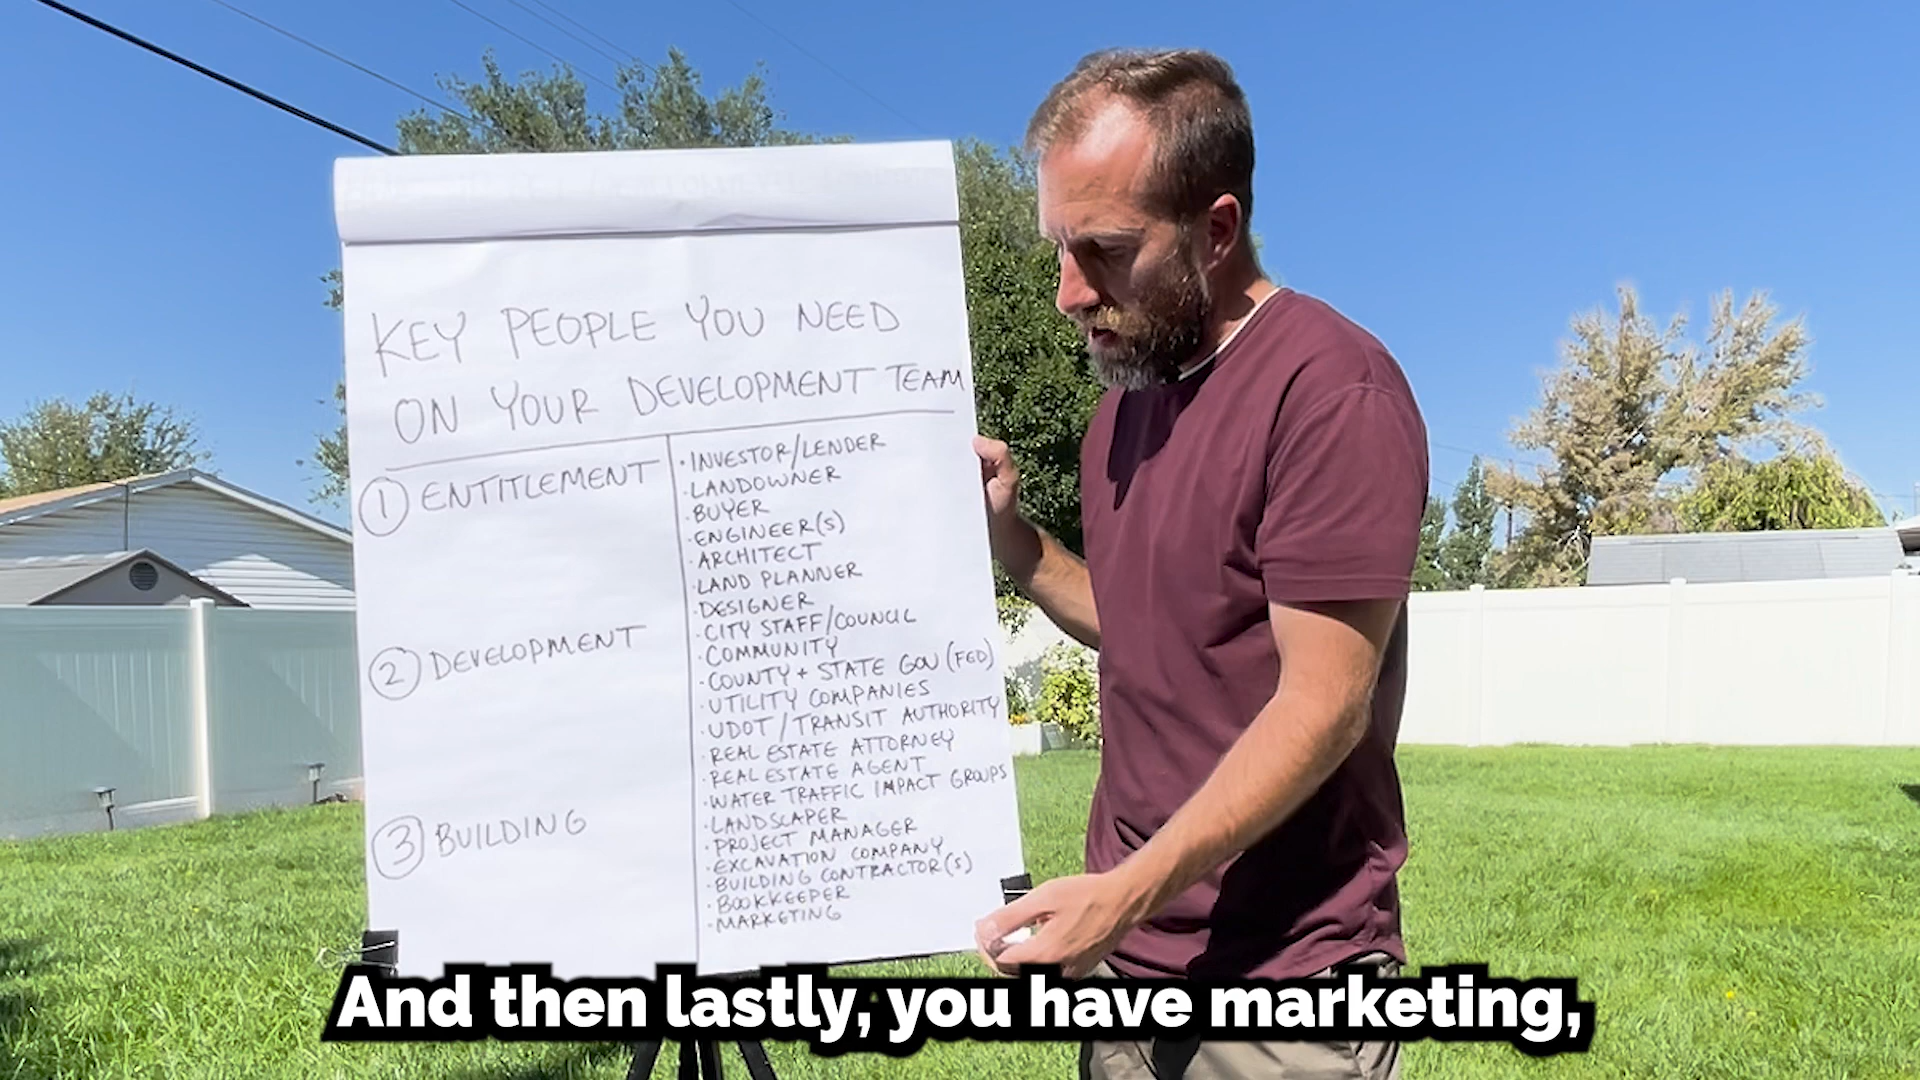 KEY PEOPLE YOU NEED
ON YOUR DEVELOPMENT TEAM
1 ENTITLEMENT
2 DEVELOPMENT
3 BUILDING
· INVESTOR/LENDER
· LANDOWNER
· BUYER
· ENGINEER(S)
· ARCHITECT
· LAND PLANNER
· DESIGNER
· CITY STAFF/COUNCIL
· COMMUNITY
· COUNTY + STATE GOV (FED)
· UTILITY COMPANIES
· UDOT/TRANSIT AUTHORITY
· REAL ESTATE ATTORNEY
· REAL ESTATE AGENT
· WATER TRAFFIC IMPACT GROUPS
· LANDSCAPER
· PROJECT MANAGER
· EXCAVATION COMPANY
· BUILDING CONTRACTOR(S)
· BOOKKEEPER
· MARKETING
And then lastly, you have marketing,